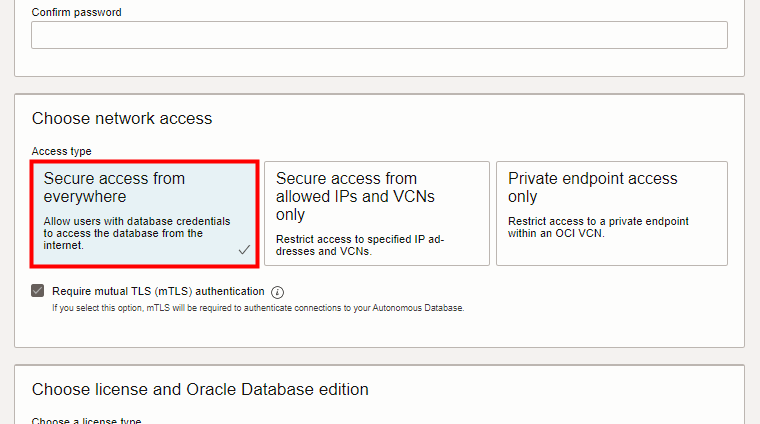 Confirm password
Choose network access
Access type
Secure access from
everywhere
Allow users with database credentials
to access the database from the
internet.
Secure access from
allowed IPs and VCNs
only
Restrict access to specified IP ad-
dresses and VCNs.
Private endpoint access
only
Restrict access to a private endpoint
within an OCI VCN.
Require mutual TLS (mTLS) authentication
If you select this option, mTLS will be required to authenticate connections to your Autonomous Database.
Choose license and Oracle Database edition
Choose a license type